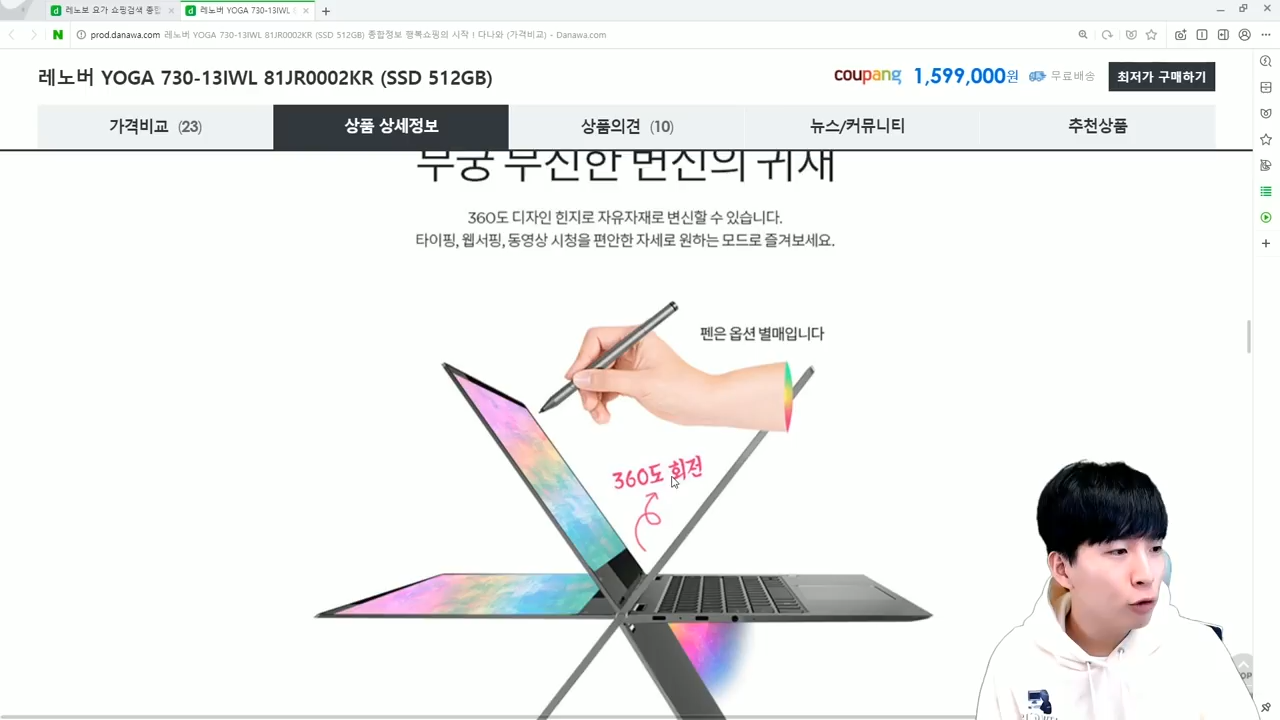 레노보 요가 쇼핑검색 종합
레노버 YOGA 730-13IWL
prod.danawa.com 레노버 YOGA 730-13IWL 81JR0002KR (SSD 512GB) 종합정보 행복쇼핑의 시작 ! 다나와 (가격비교) - Danawa.com
레노버 YOGA 730-13IWL 81JR0002KR (SSD 512GB)
coupang 1,599,000원 무료배송 최저가 구매하기
가격비교 (23) 상품 상세정보 상품의견 (10) 뉴스/커뮤니티 추천상품
무궁 무진한 변신의 귀재
360도 디자인 힌지로 자유자재로 변신할 수 있습니다.
타이핑, 웹서핑, 동영상 시청을 편안한 자세로 원하는 모드로 즐겨보세요.
펜은 옵션 별매입니다
360도 회전